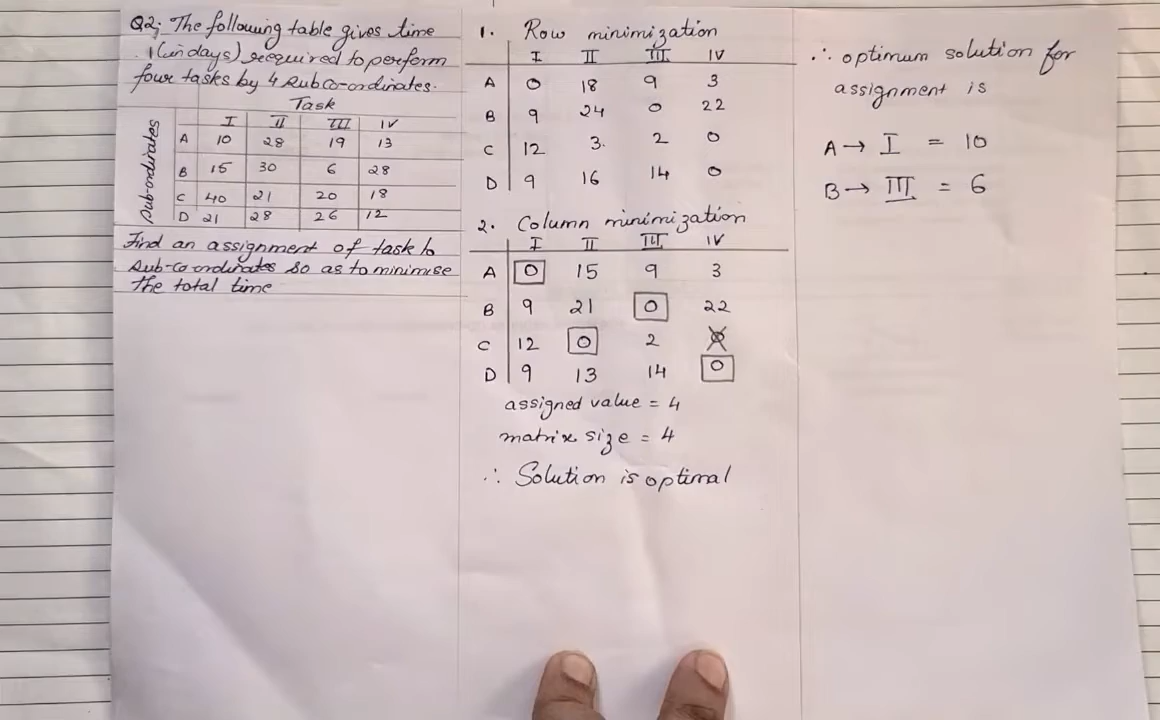 Q2; The following table gives time
(in days) required to perform
four tasks by 4 subco-ordinates.
Task
Sub-ordinates
I II III IV
A 10 28 19 13
B 15 30 6 28
C 40 21 20 18
D 21 28 26 12
Find an assignment of task to
sub-co ordinates so as to minimise
the total time
1. Row minimization
I II III IV
A 0 18 9 3
B 9 24 0 22
C 12 3. 2 0
D 9 16 14 0
2. Column minimization
I II III IV
A 0 15 9 3
B 9 21 0 22
C 12 0 2 0
D 9 13 14 0
assigned value = 4
matrix size = 4
∴ Solution is optimal
∴ optimum solution for
assignment is
A → I = 10
B → III = 6